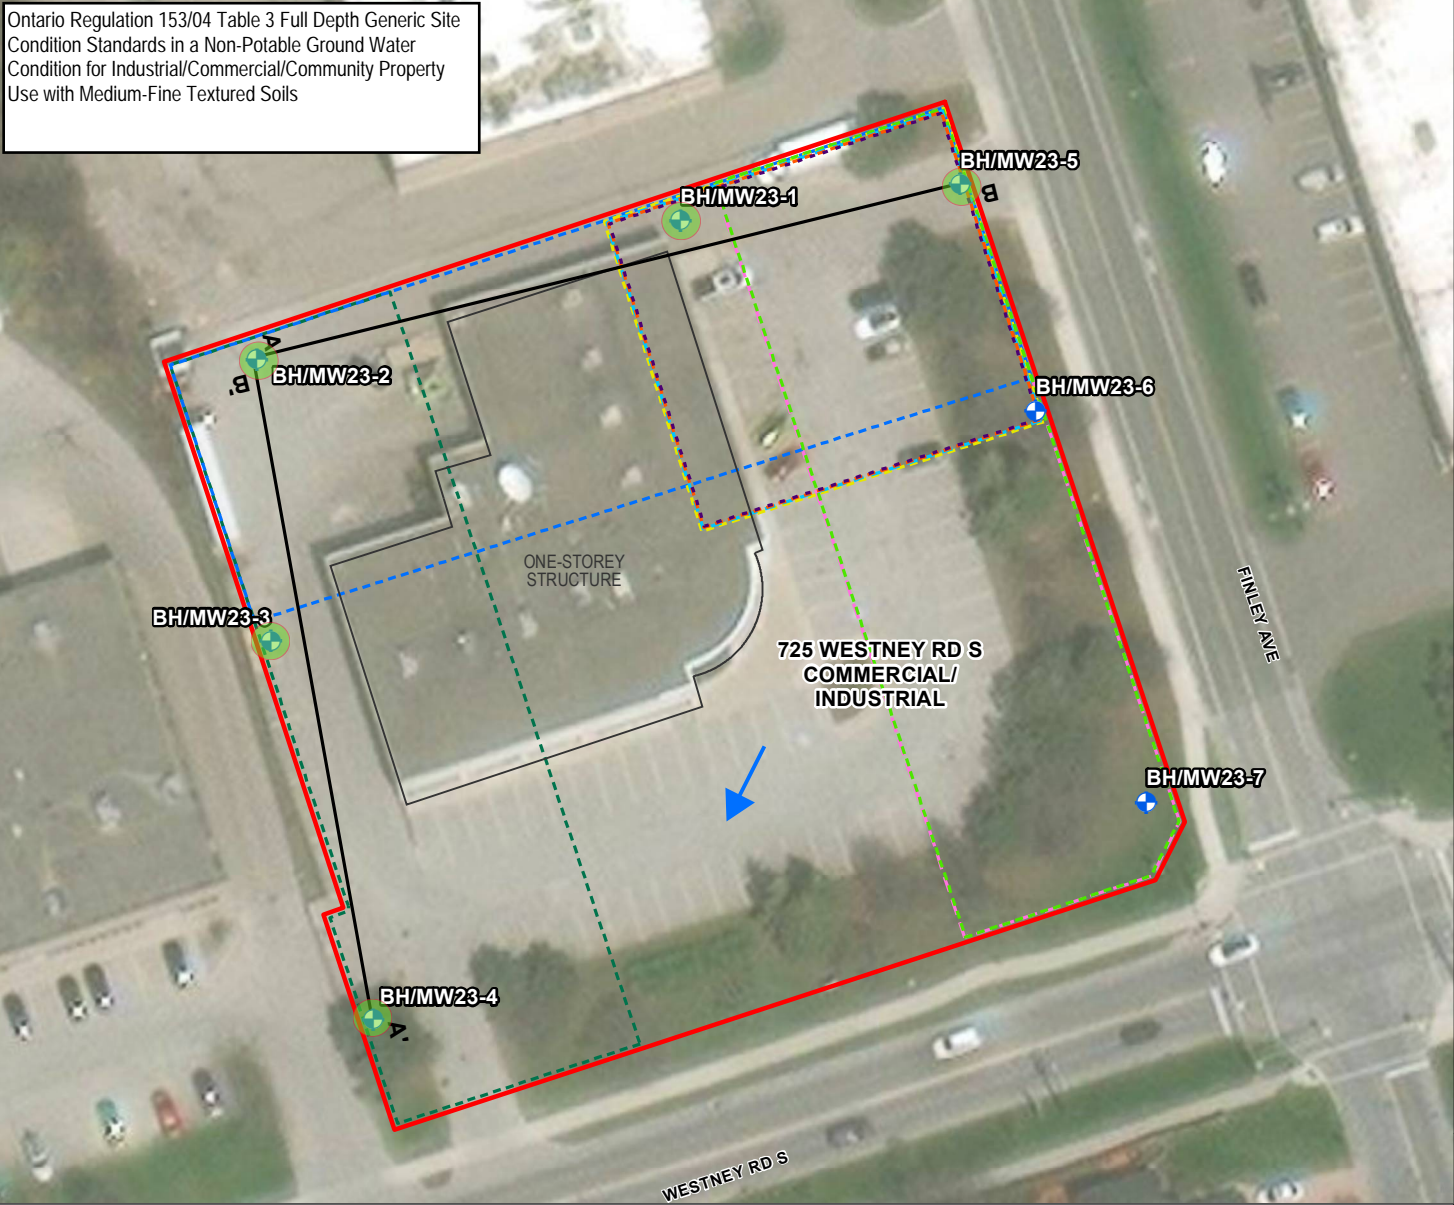 Ontario Regulation 153/04 Table 3 Full Depth Generic Site
Condition Standards in a Non-Potable Ground Water
Condition for Industrial/Commercial/Community Property
Use with Medium-Fine Textured Soils
BH/MW23-5
B
BH/MW23-1
A
B'
BH/MW23-2
BH/MW23-6
ONE-STOREY
STRUCTURE
BH/MW23-3
FINLEY AVE
725 WESTNEY RD S
COMMERCIAL/
INDUSTRIAL
BH/MW23-7
BH/MW23-4
A'
WESTNEY RD S